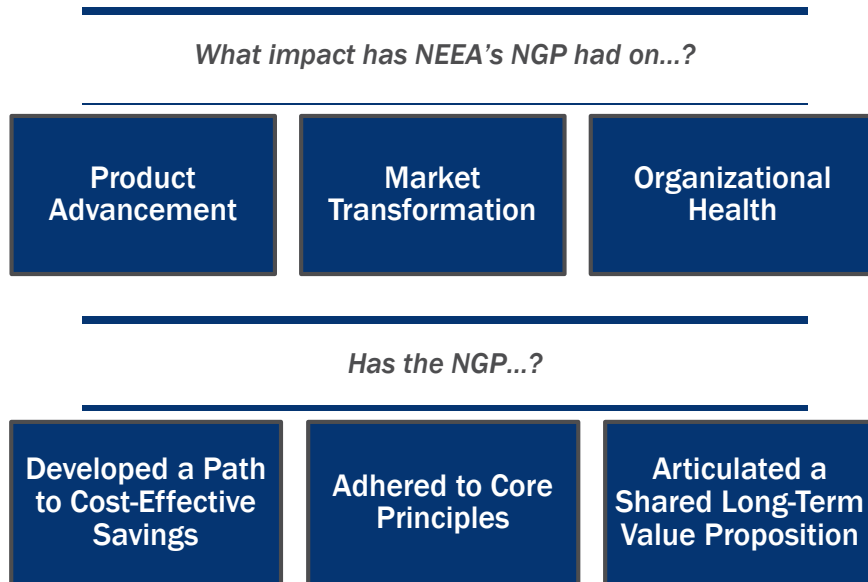 What impact has NEEA's NGP had on...?
Product
Advancement
Market
Transformation
Organizational
Health
Has the NGP...?
Developed a Path
to Cost-Effective
Savings
Adhered to Core
Principles
Articulated a
Shared Long-Term
Value Proposition